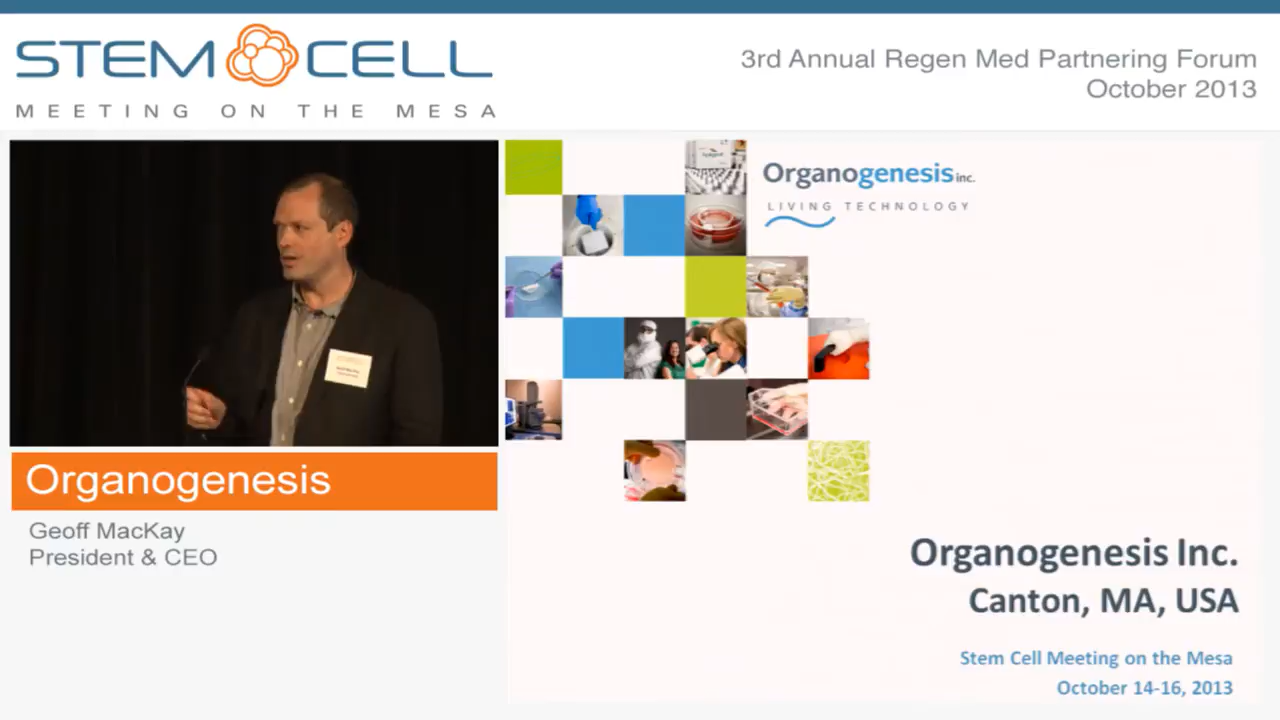 STEM CELL
MEETING ON THE MESA
3rd Annual Regen Med Partnering Forum
October 2013
Organogenesis inc.
LIVING TECHNOLOGY
Organogenesis
Geoff MacKay
President & CEO
Organogenesis Inc.
Canton, MA, USA
Stem Cell Meeting on the Mesa
October 14-16, 2013